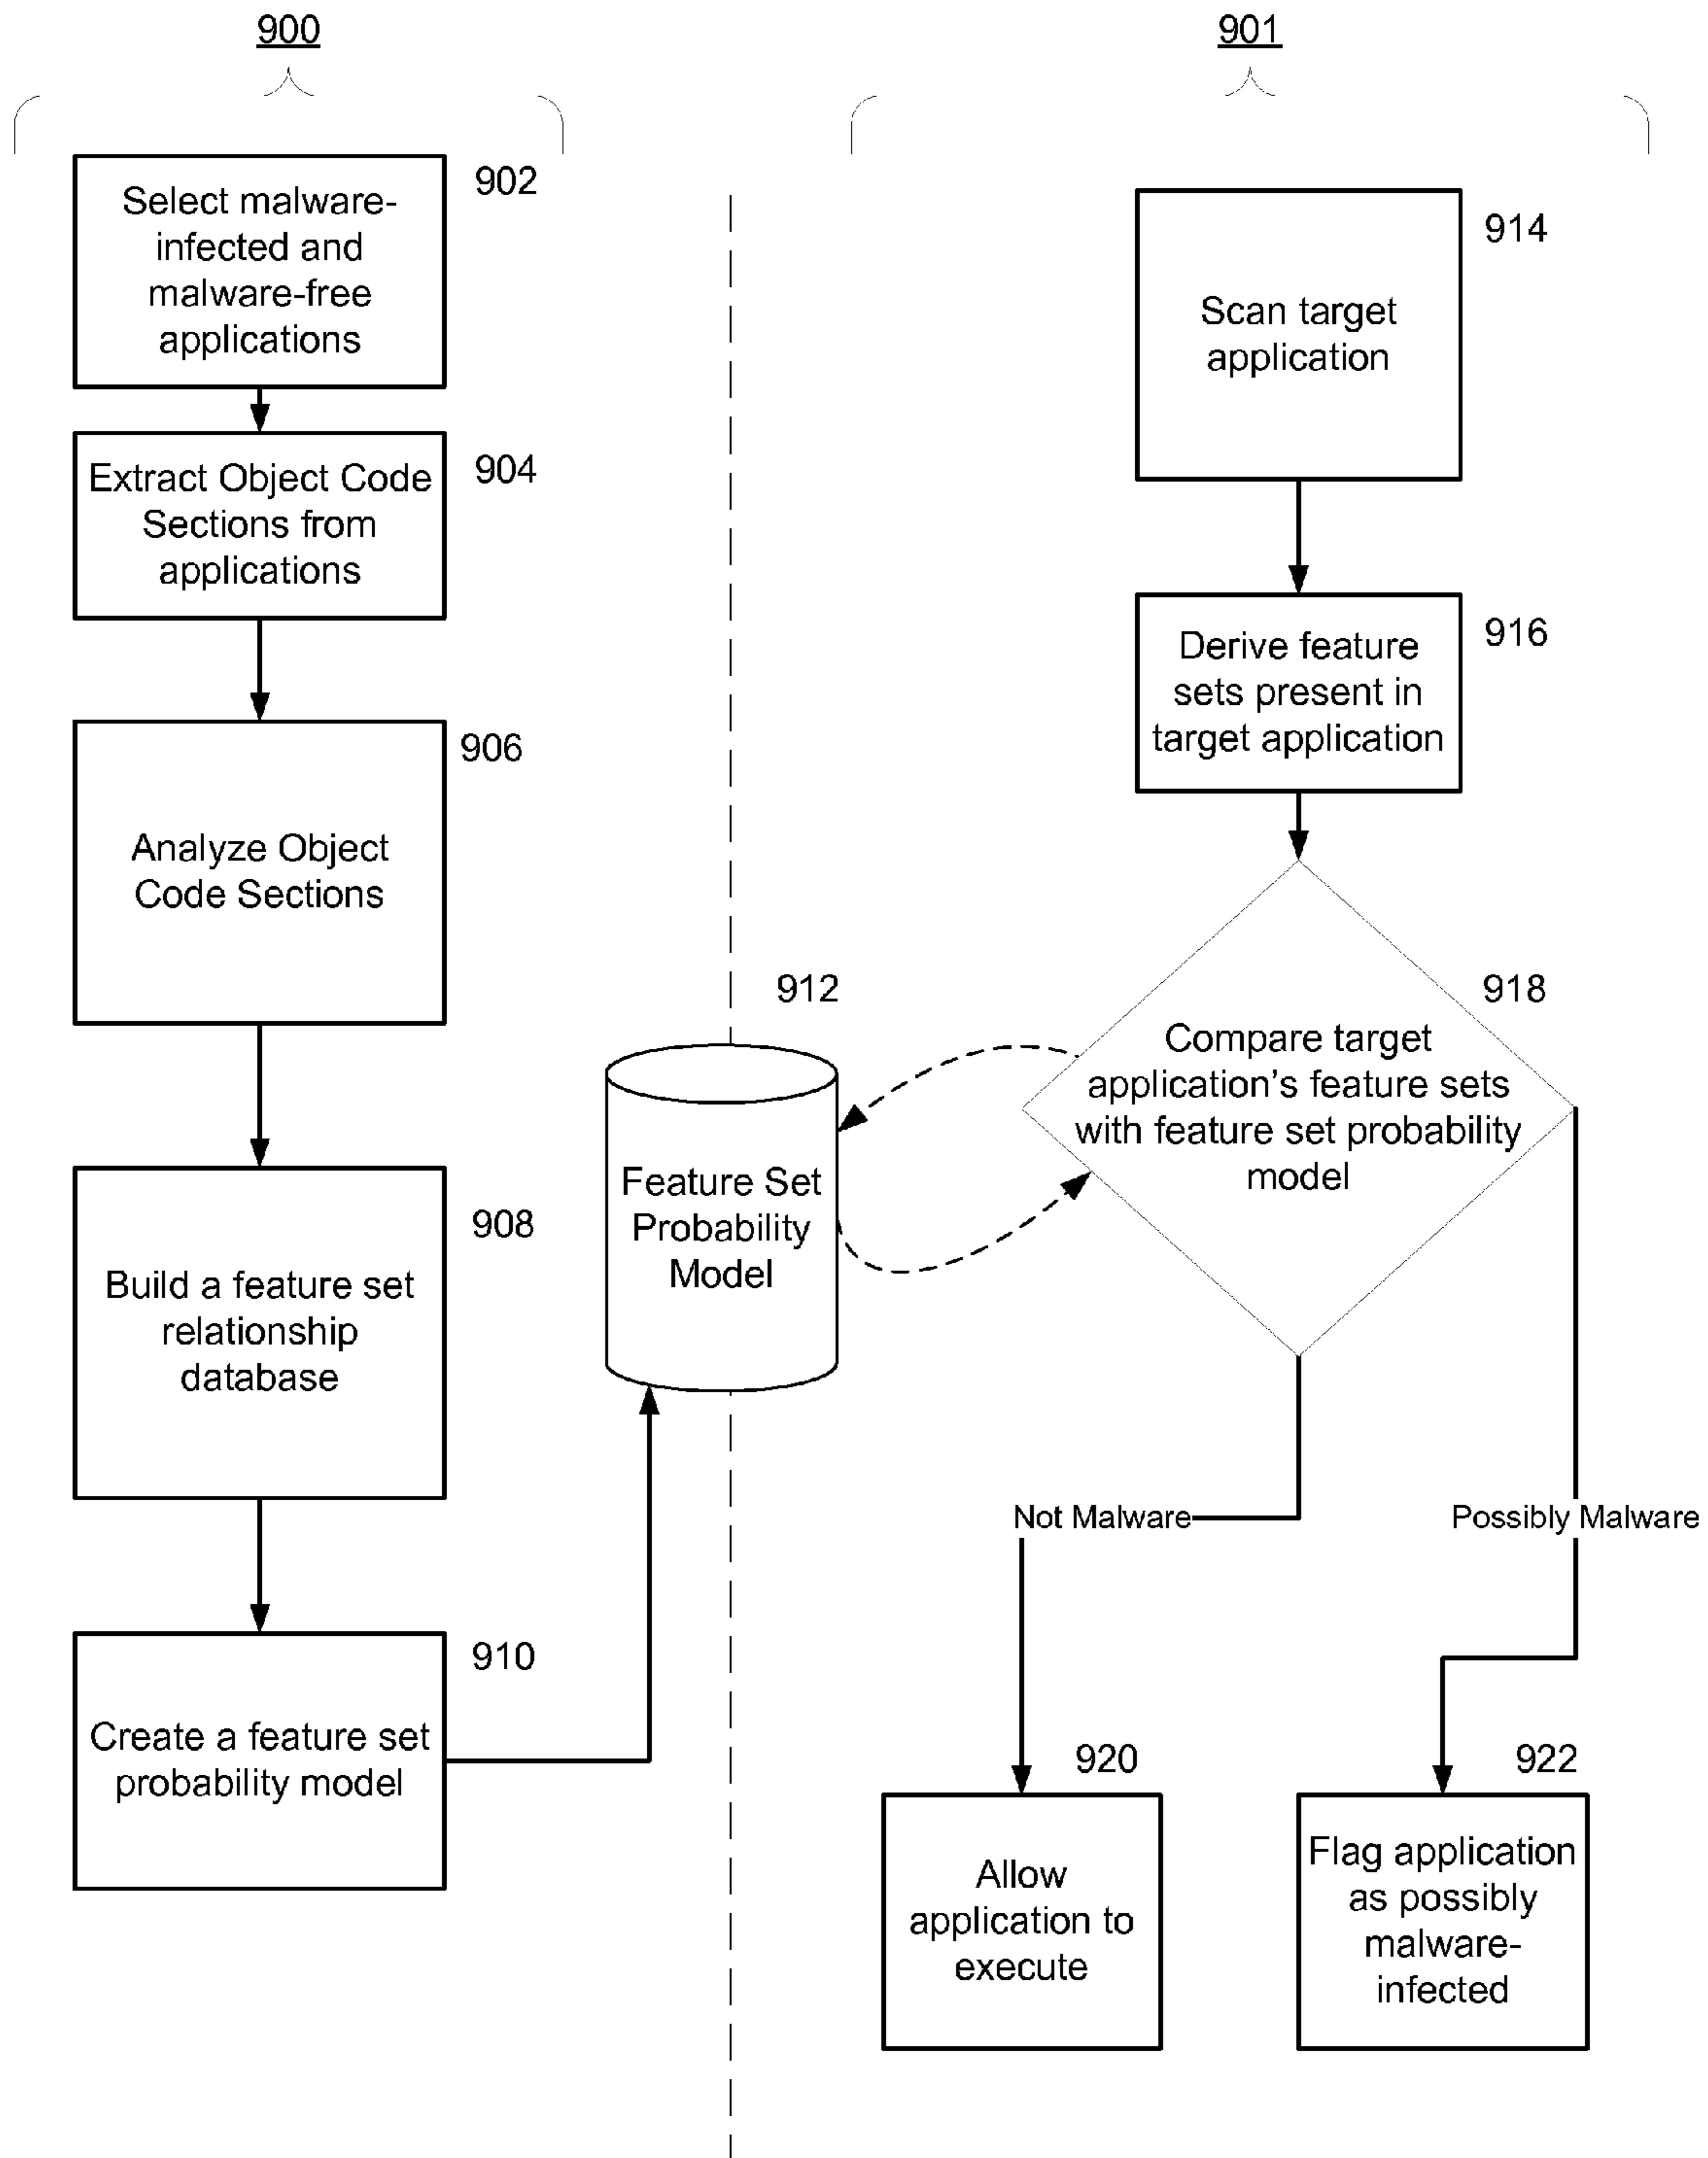 900
902
Select malware-
infected and
malware-free
applications
904
Extract Object Code
Sections from
applications
906
Analyze Object
Code Sections
908
Build a feature set
relationship
database
910
Create a feature set
probability model
912
Feature Set
Probability
Model
901
914
Scan target
application
916
Derive feature
sets present in
target application
918
Compare target
application’s feature sets
with feature set probability
model
Not Malware
Possibly Malware
920
Allow
application to
execute
922
Flag application
as possibly
malware-
infected